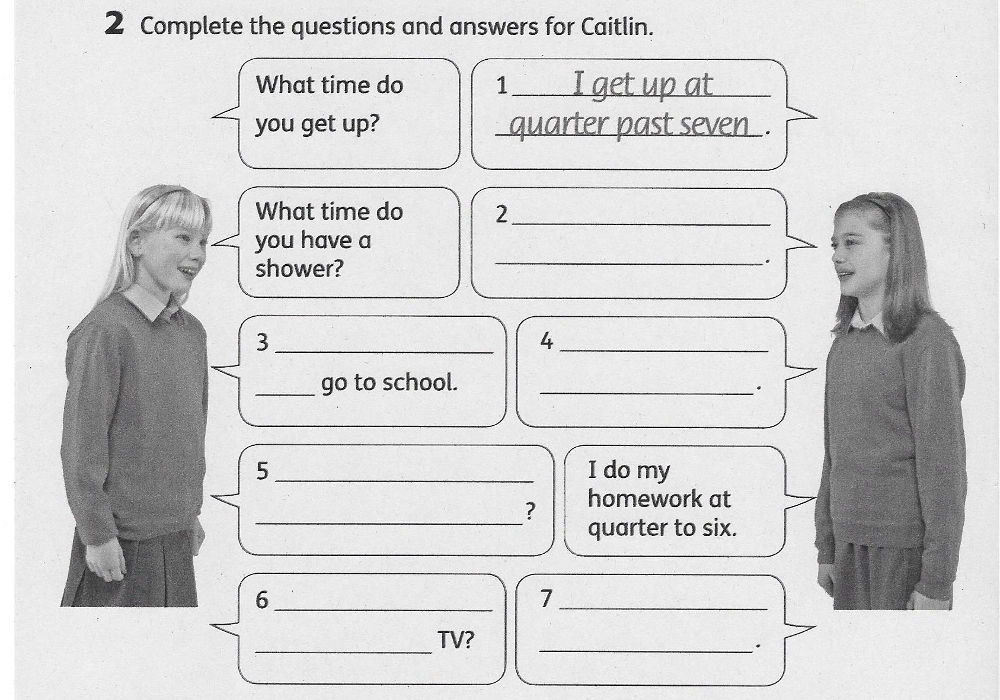 2 Complete the questions and answers for Caitlin.
What time do
you get up?
1 I get up at
quarter past seven.
What time do
you have a
shower?
2
.
3
go to school.
4
.
5
?
I do my
homework at
quarter to six.
6
TV?
7
.